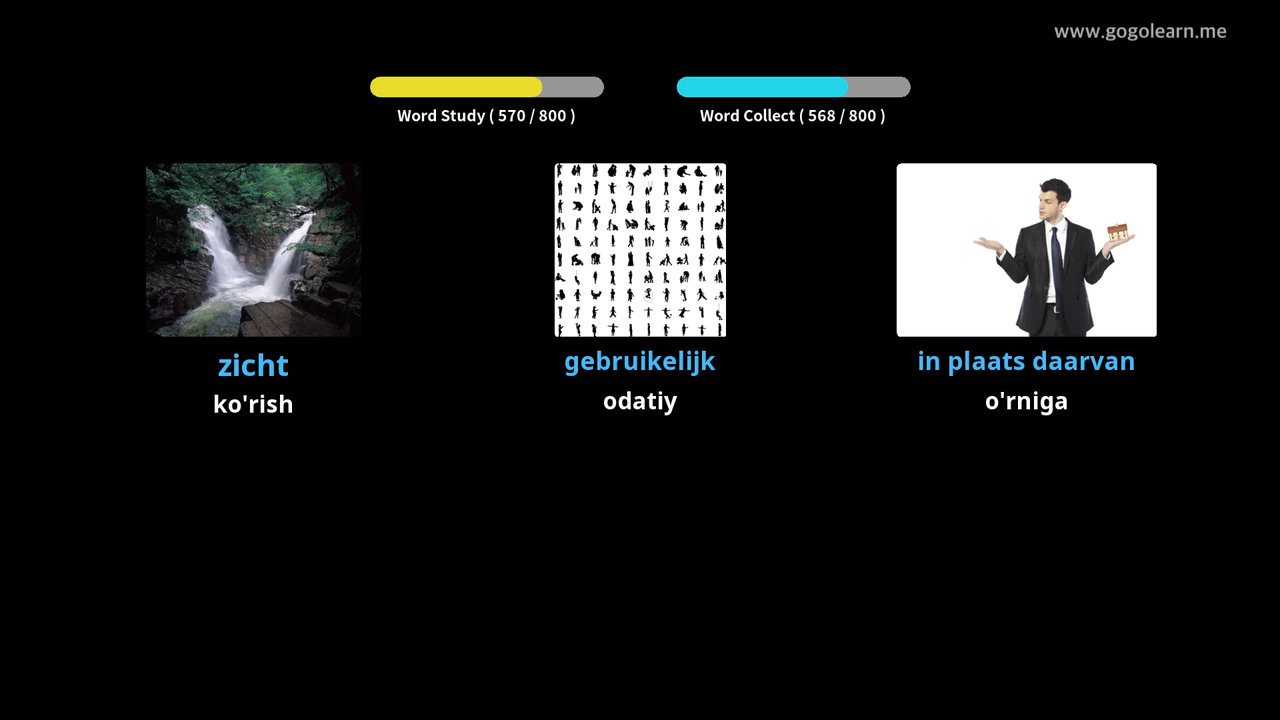 www.gogolearn.me
Word Study ( 570 / 800 )
Word Collect ( 568 / 800 )
zicht
ko'rish
gebruikelijk
odatiy
in plaats daarvan
o'rniga